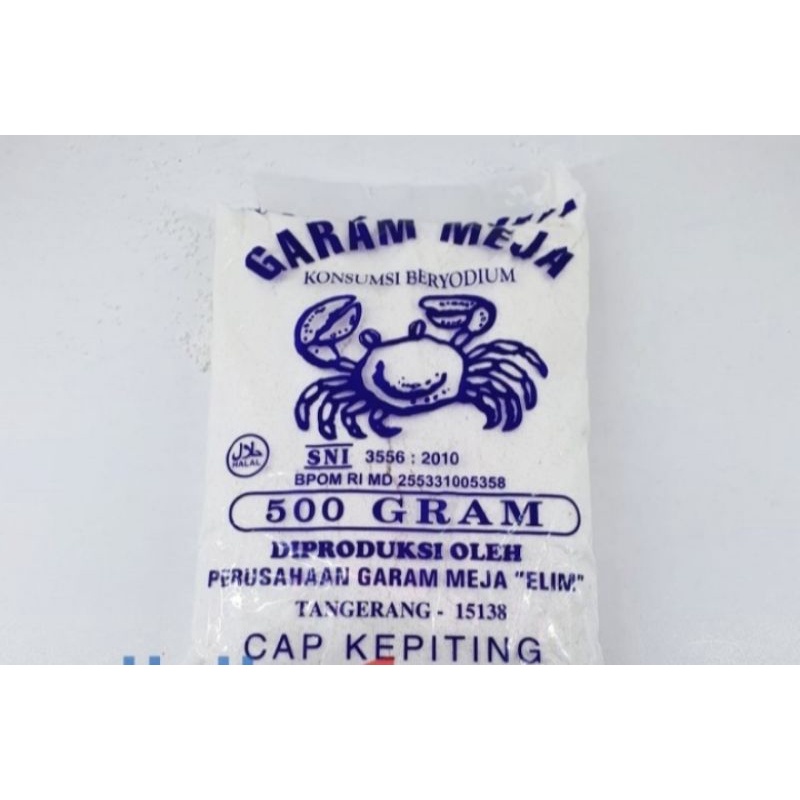 GARAM MEJA
KONSUMSI BERYODIUM
حلال
HALAL
SNI 3556 : 2010
BPOM RI MD 255331005358
500 GRAM
DIPRODUKSI OLEH
PERUSAHAAN GARAM MEJA "ELIM"
TANGERANG - 15138
CAP KEPITING